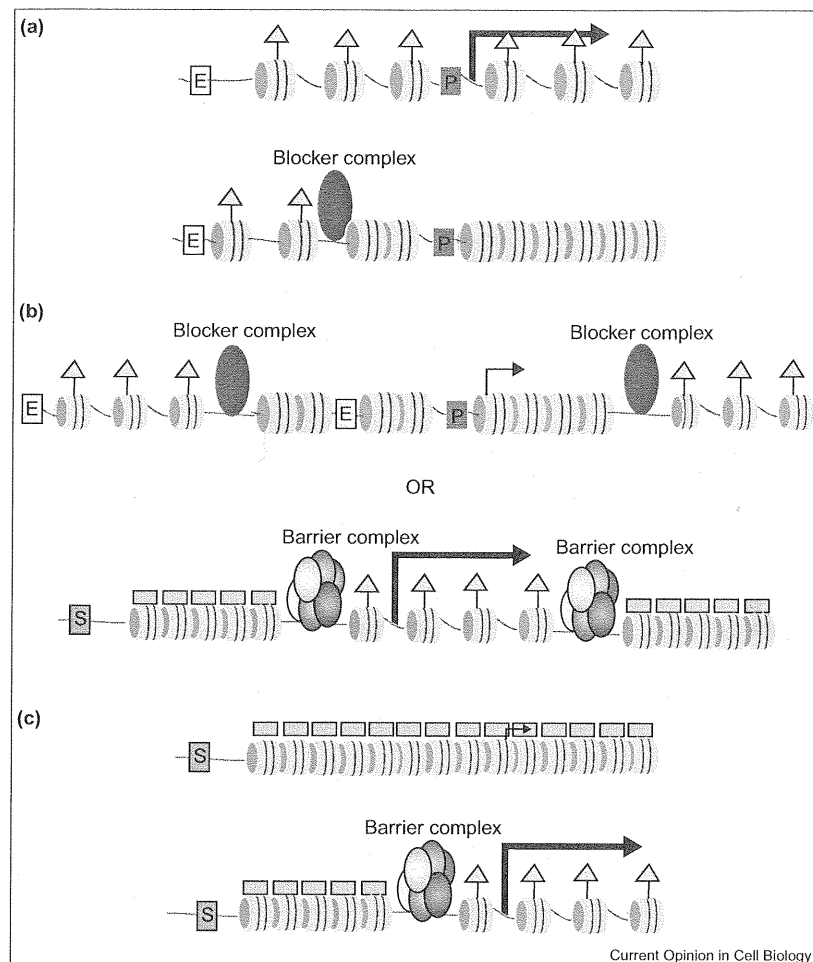 (a)
E
P
Blocker complex
E
P
(b)
Blocker complex
Blocker complex
E
E
P
OR
Barrier complex
Barrier complex
S
(c)
S
Barrier complex
S
Current Opinion in Cell Biology